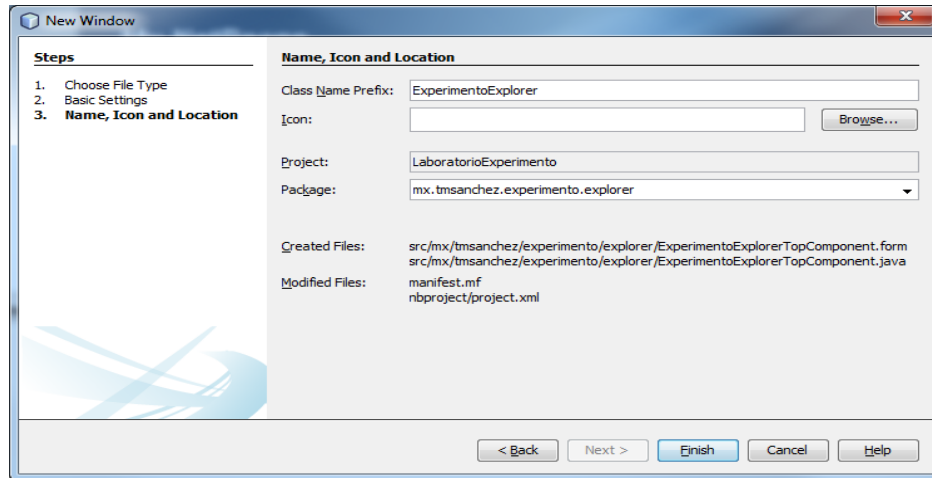 New Window
Steps
1. Choose File Type
2. Basic Settings
3. Name, Icon and Location
Name, Icon and Location
Class Name Prefix: ExperimentoExplorer
Icon: Browse...
Project: LaboratorioExperimento
Package: mx.tmsanchez.experimento.explorer
Created Files: src/mx/tmsanchez/experimento/explorer/ExperimentoExplorerTopComponent.form
src/mx/tmsanchez/experimento/explorer/ExperimentoExplorerTopComponent.java
Modified Files: manifest.mf
nbproject/project.xml
< Back Next > Finish Cancel Help